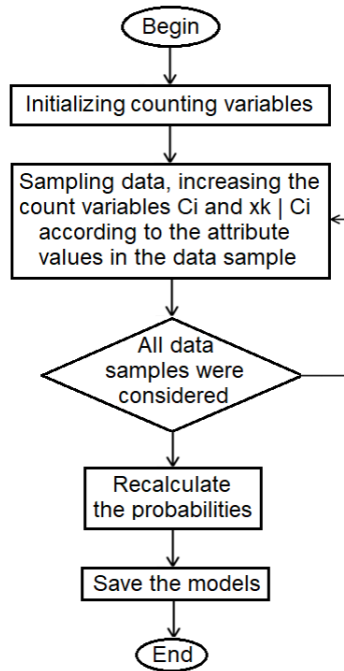 Begin
Initializing counting variables
Sampling data, increasing the
count variables Ci and xk | Ci
according to the attribute
values in the data sample
All data
samples were
considered
Recalculate
the probabilities
Save the models
End